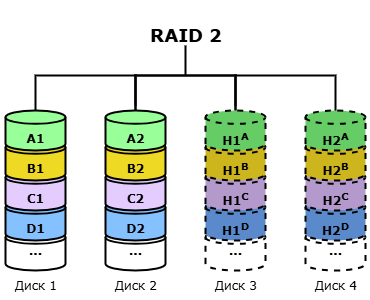 RAID 2
A1 A2 H1ᴬ H2ᴬ
B1 B2 H1ᴮ H2ᴮ
C1 C2 H1ᶜ H2ᶜ
D1 D2 H1ᴰ H2ᴰ
... ... ... ...
Диск 1 Диск 2 Диск 3 Диск 4